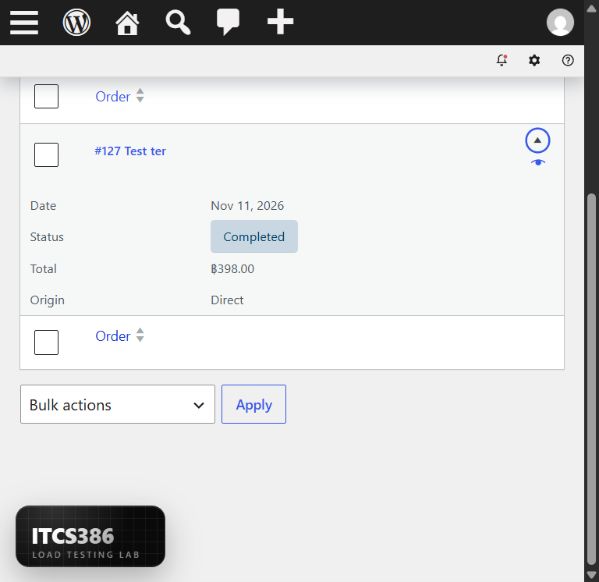 Order
#127 Test ter
Date Nov 11, 2026
Status Completed
Total ฿398.00
Origin Direct
Order
Bulk actions Apply
ITCS386
LOAD TESTING LAB